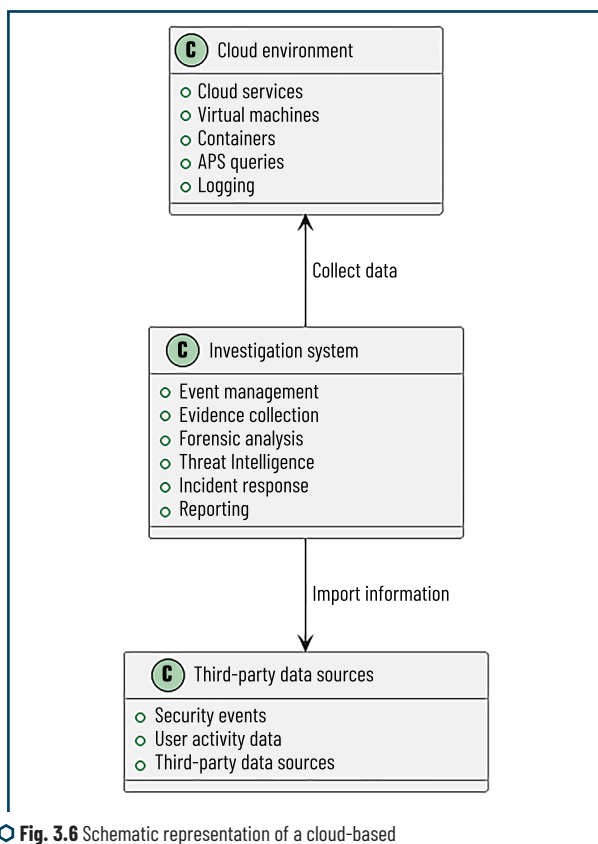 C Cloud environment
Cloud services
Virtual machines
Containers
APS queries
Logging
Collect data
C Investigation system
Event management
Evidence collection
Forensic analysis
Threat Intelligence
Incident response
Reporting
Import information
C Third-party data sources
Security events
User activity data
Third-party data sources
Fig. 3.6 Schematic representation of a cloud-based